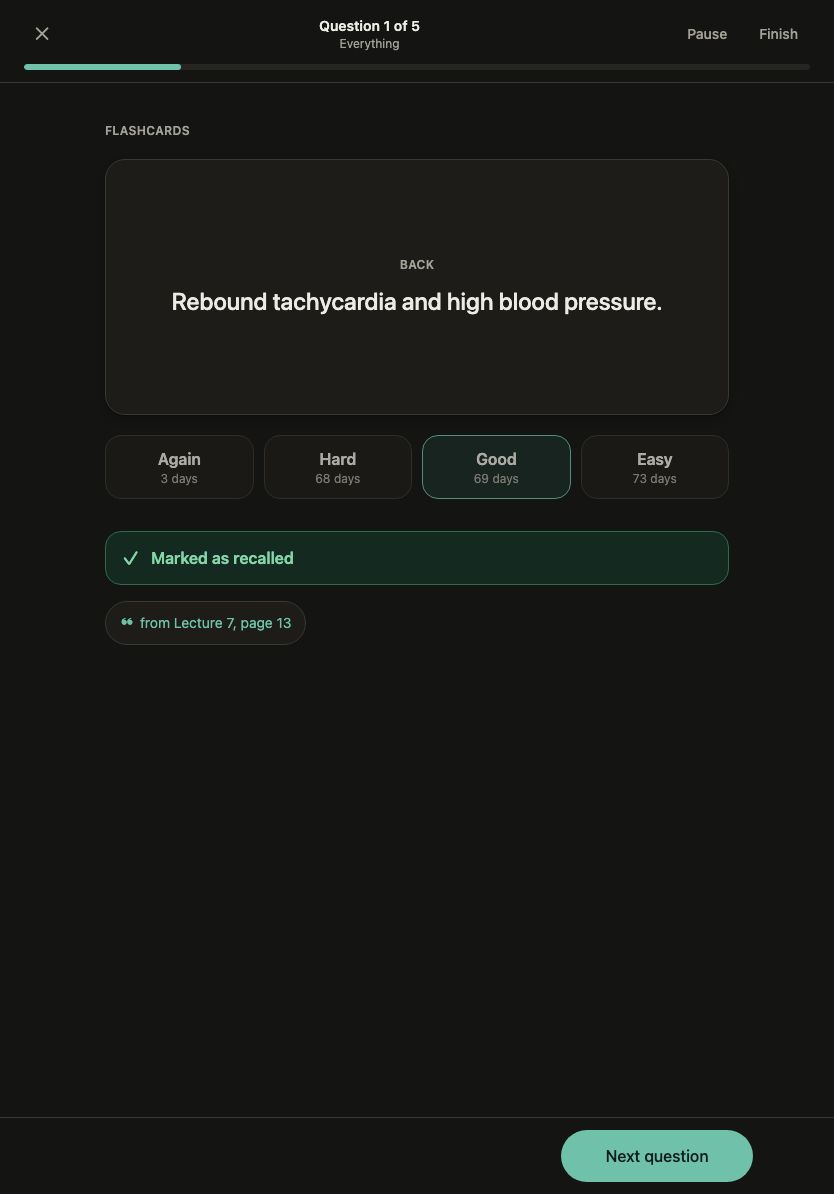 Question 1 of 5
Everything
Pause
Finish
FLASHCARDS
BACK
Rebound tachycardia and high blood pressure.
Again
3 days
Hard
68 days
Good
69 days
Easy
73 days
Marked as recalled
❝ from Lecture 7, page 13
Next question